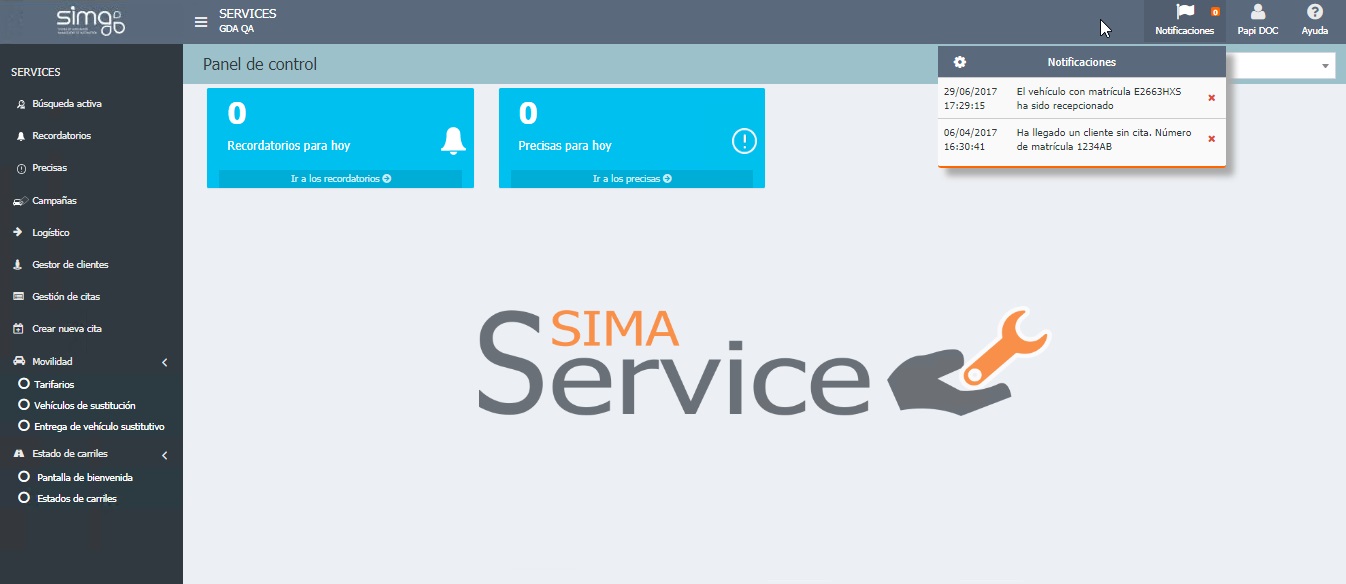 sima
SERVICES
GDA QA
Notificaciones
0
Papi DOC
Ayuda
SERVICES
Búsqueda activa
Recordatorios
Precisas
Campañas
Logístico
Gestor de clientes
Gestión de citas
Crear nueva cita
Movilidad
Tarifarios
Vehículos de sustitución
Entrega de vehículo sustitutivo
Estado de carriles
Pantalla de bienvenida
Estados de carriles
Panel de control
0
Recordatorios para hoy
Ir a los recordatorios
0
Precisas para hoy
Ir a los precisas
Notificaciones
29/06/2017
17:29:15
El vehículo con matrícula E2663HXS
ha sido recepcionado
06/04/2017
16:30:41
Ha llegado un cliente sin cita. Número
de matrícula 1234AB
SIMA
Service